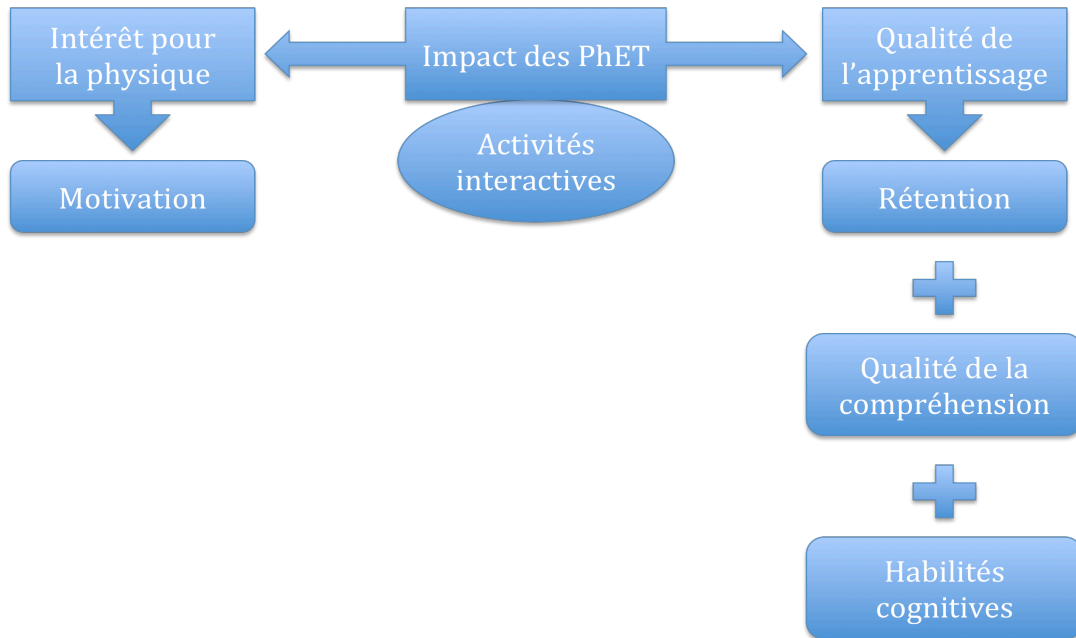 Intérêt pour
la physique
Impact des PhET
Qualité de
l’apprentissage
Activités
interactives
Motivation
Rétention
Qualité de la
compréhension
Habilités
cognitives